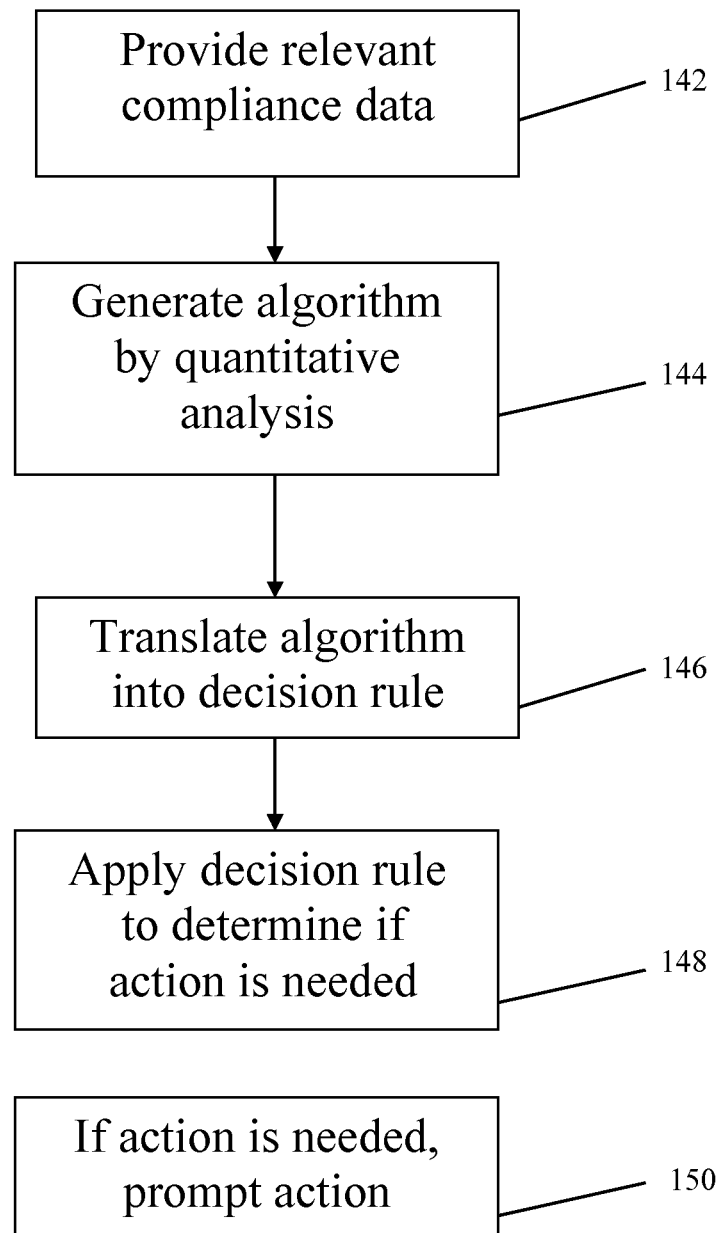 Provide relevant
compliance data
142
Generate algorithm
by quantitative
analysis
144
Translate algorithm
into decision rule
146
Apply decision rule
to determine if
action is needed
148
If action is needed,
prompt action
150